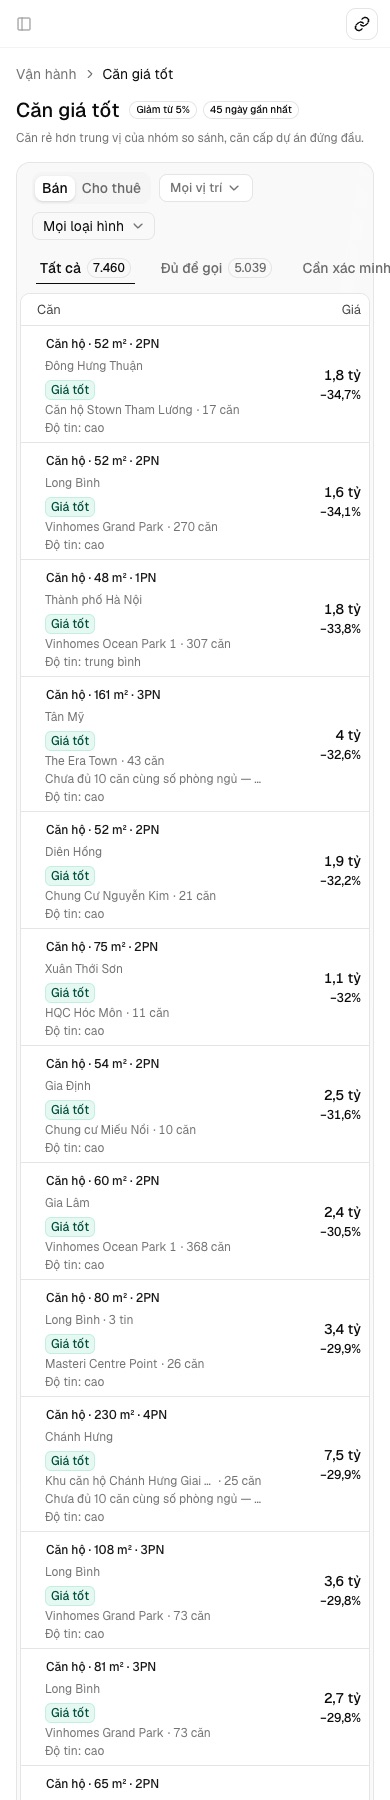 Vận hành > Căn giá tốt
Căn giá tốt Giảm từ 5% 45 ngày gần nhất
Căn rẻ hơn trung vị của nhóm so sánh, căn cấp dự án đứng đầu.
Bán Cho thuê Mọi vị trí
Mọi loại hình
Tất cả 7.460 Đủ để gọi 5.039 Cần xác minh
Căn Giá
Căn hộ · 52 m² · 2PN
Đông Hưng Thuận
1,8 tỷ
Giá tốt
−34,7%
Căn hộ Stown Tham Lương · 17 căn
Độ tin: cao
Căn hộ · 52 m² · 2PN
Long Bình
1,6 tỷ
Giá tốt
−34,1%
Vinhomes Grand Park · 270 căn
Độ tin: cao
Căn hộ · 48 m² · 1PN
Thành phố Hà Nội
1,8 tỷ
Giá tốt
−33,8%
Vinhomes Ocean Park 1 · 307 căn
Độ tin: trung bình
Căn hộ · 161 m² · 3PN
Tân Mỹ
4 tỷ
Giá tốt
−32,6%
The Era Town · 43 căn
Chưa đủ 10 căn cùng số phòng ngủ — ...
Độ tin: cao
Căn hộ · 52 m² · 2PN
Diên Hồng
1,9 tỷ
Giá tốt
−32,2%
Chung Cư Nguyễn Kim · 21 căn
Độ tin: cao
Căn hộ · 75 m² · 2PN
Xuân Thới Sơn
1,1 tỷ
Giá tốt
−32%
HQC Hóc Môn · 11 căn
Độ tin: cao
Căn hộ · 54 m² · 2PN
Gia Định
2,5 tỷ
Giá tốt
−31,6%
Chung cư Miếu Nổi · 10 căn
Độ tin: cao
Căn hộ · 60 m² · 2PN
Gia Lâm
2,4 tỷ
Giá tốt
−30,5%
Vinhomes Ocean Park 1 · 368 căn
Độ tin: cao
Căn hộ · 80 m² · 2PN
Long Bình · 3 tin
3,4 tỷ
Giá tốt
−29,9%
Masteri Centre Point · 26 căn
Độ tin: cao
Căn hộ · 230 m² · 4PN
Chánh Hưng
7,5 tỷ
Giá tốt
−29,9%
Khu căn hộ Chánh Hưng Giai ... · 25 căn
Chưa đủ 10 căn cùng số phòng ngủ — ...
Độ tin: cao
Căn hộ · 108 m² · 3PN
Long Bình
3,6 tỷ
Giá tốt
−29,8%
Vinhomes Grand Park · 73 căn
Độ tin: cao
Căn hộ · 81 m² · 3PN
Long Bình
2,7 tỷ
Giá tốt
−29,8%
Vinhomes Grand Park · 73 căn
Độ tin: cao
Căn hộ · 65 m² · 2PN